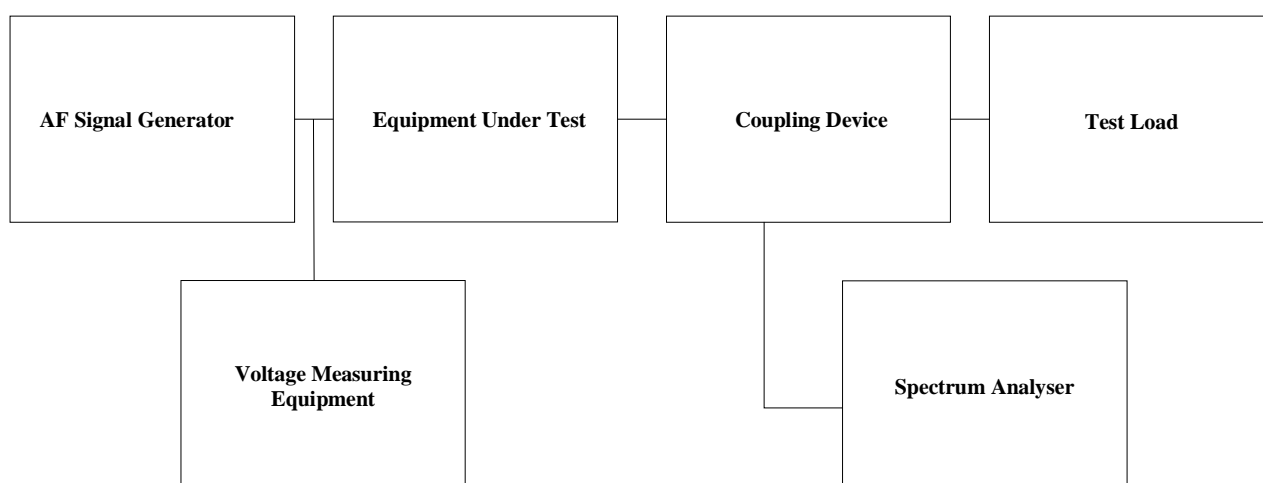 AF Signal Generator
Equipment Under Test
Coupling Device
Test Load
Voltage Measuring
Equipment
Spectrum Analyser